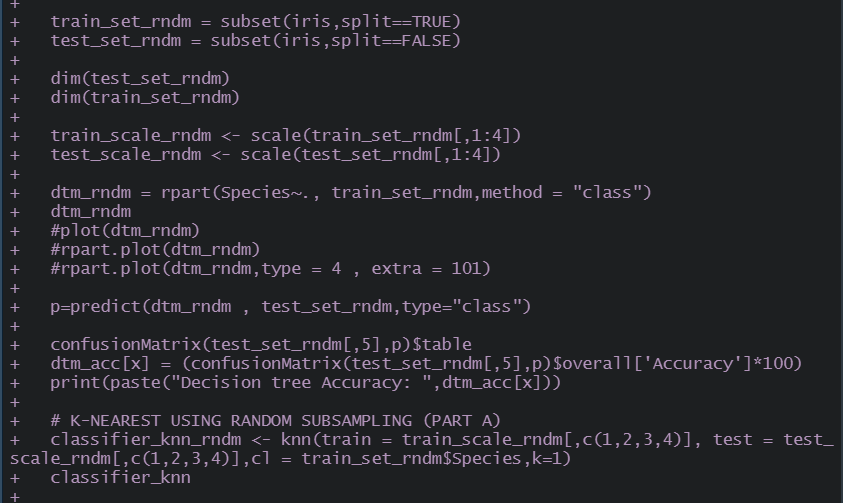 +
+   train_set_rndm = subset(iris,split==TRUE)
+   test_set_rndm = subset(iris,split==FALSE)
+
+   dim(test_set_rndm)
+   dim(train_set_rndm)
+
+   train_scale_rndm <- scale(train_set_rndm[,1:4])
+   test_scale_rndm <- scale(test_set_rndm[,1:4])
+
+   dtm_rndm = rpart(Species~., train_set_rndm,method = "class")
+   dtm_rndm
+   #plot(dtm_rndm)
+   #rpart.plot(dtm_rndm)
+   #rpart.plot(dtm_rndm,type = 4 , extra = 101)
+
+   p=predict(dtm_rndm , test_set_rndm,type="class")
+
+   confusionMatrix(test_set_rndm[,5],p)$table
+   dtm_acc[x] = (confusionMatrix(test_set_rndm[,5],p)$overall['Accuracy']*100)
+   print(paste("Decision tree Accuracy: ",dtm_acc[x]))
+
+   # K-NEAREST USING RANDOM SUBSAMPLING (PART A)
+   classifier_knn_rndm <- knn(train = train_scale_rndm[,c(1,2,3,4)], test = test_
scale_rndm[,c(1,2,3,4)],cl = train_set_rndm$Species,k=1)
+   classifier_knn
+